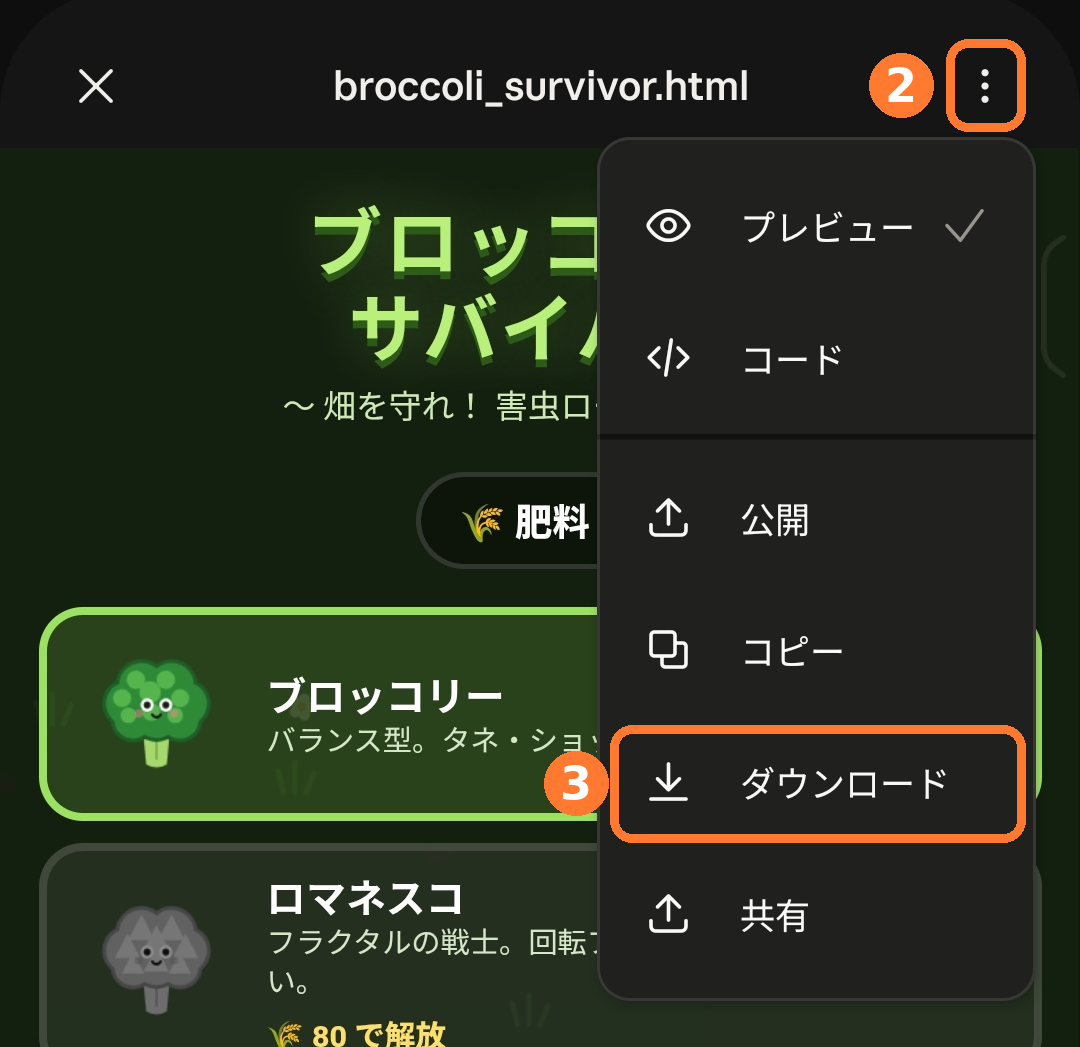 broccoli_survivor.html
2
プレビュー
コード
公開
コピー
3
ダウンロード
共有
ブロッコ
サバイ
～ 畑を守れ！ 害虫ロ
肥料
ブロッコリー
バランス型。タネ・ショッ
ロマネスコ
フラクタルの戦士。回転
い。
80 で解放